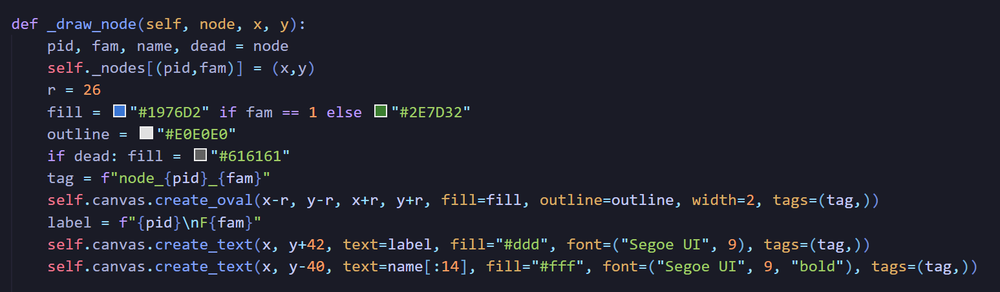 def _draw_node(self, node, x, y):
    pid, fam, name, dead = node
    self._nodes[(pid,fam)] = (x,y)
    r = 26
    fill = "#1976D2" if fam == 1 else "#2E7D32"
    outline = "#E0E0E0"
    if dead: fill = "#616161"
    tag = f"node_{pid}_{fam}"
    self.canvas.create_oval(x-r, y-r, x+r, y+r, fill=fill, outline=outline, width=2, tags=(tag,))
    label = f"{pid}\nF{fam}"
    self.canvas.create_text(x, y+42, text=label, fill="#ddd", font=("Segoe UI", 9), tags=(tag,))
    self.canvas.create_text(x, y-40, text=name[:14], fill="#fff", font=("Segoe UI", 9, "bold"), tags=(tag,))